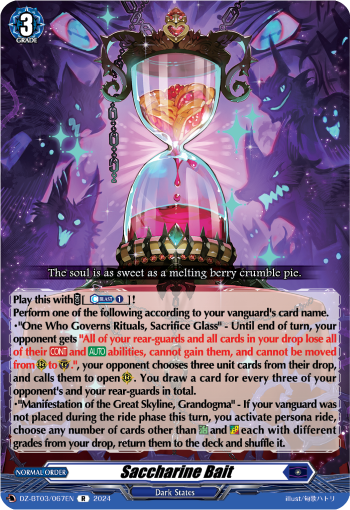 3
GRADE
The soul is as sweet as a melting berry crumble pie.
Play this with [ C BLAST 1 ]!
Perform one of the following according to your vanguard's card name.
•"One Who Governs Rituals, Sacrifice Glass" - Until end of turn, your
opponent gets "All of your rear-guards and all cards in your drop lose all
of their CONT and AUTO abilities, cannot gain them, and cannot be moved
from to .", your opponent chooses three unit cards from their drop,
and calls them to open . You draw a card for every three of your
opponent's and your rear-guards in total.
•"Manifestation of the Great Skyline, Grandogma" - If your vanguard
was not placed during the ride phase this turn, you activate persona ride,
choose any number of cards other than and each with different
grades from your drop, return them to the deck and shuffle it.
NORMAL ORDER
Saccharine Bait
DZ-BT03/067EN R 2024
Dark States
illust/匈歌ハトリ